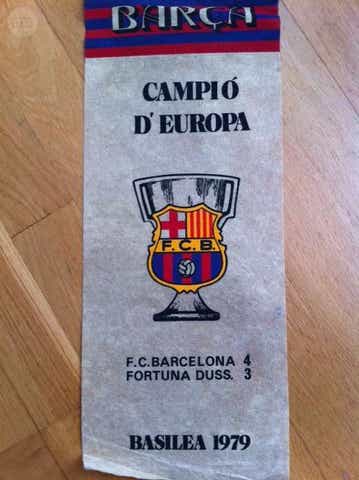 BARÇA
CAMPIÓ
D'EUROPA
F.C.B.
F.C.BARCELONA 4
FORTUNA DUSS. 3
BASILEA 1979